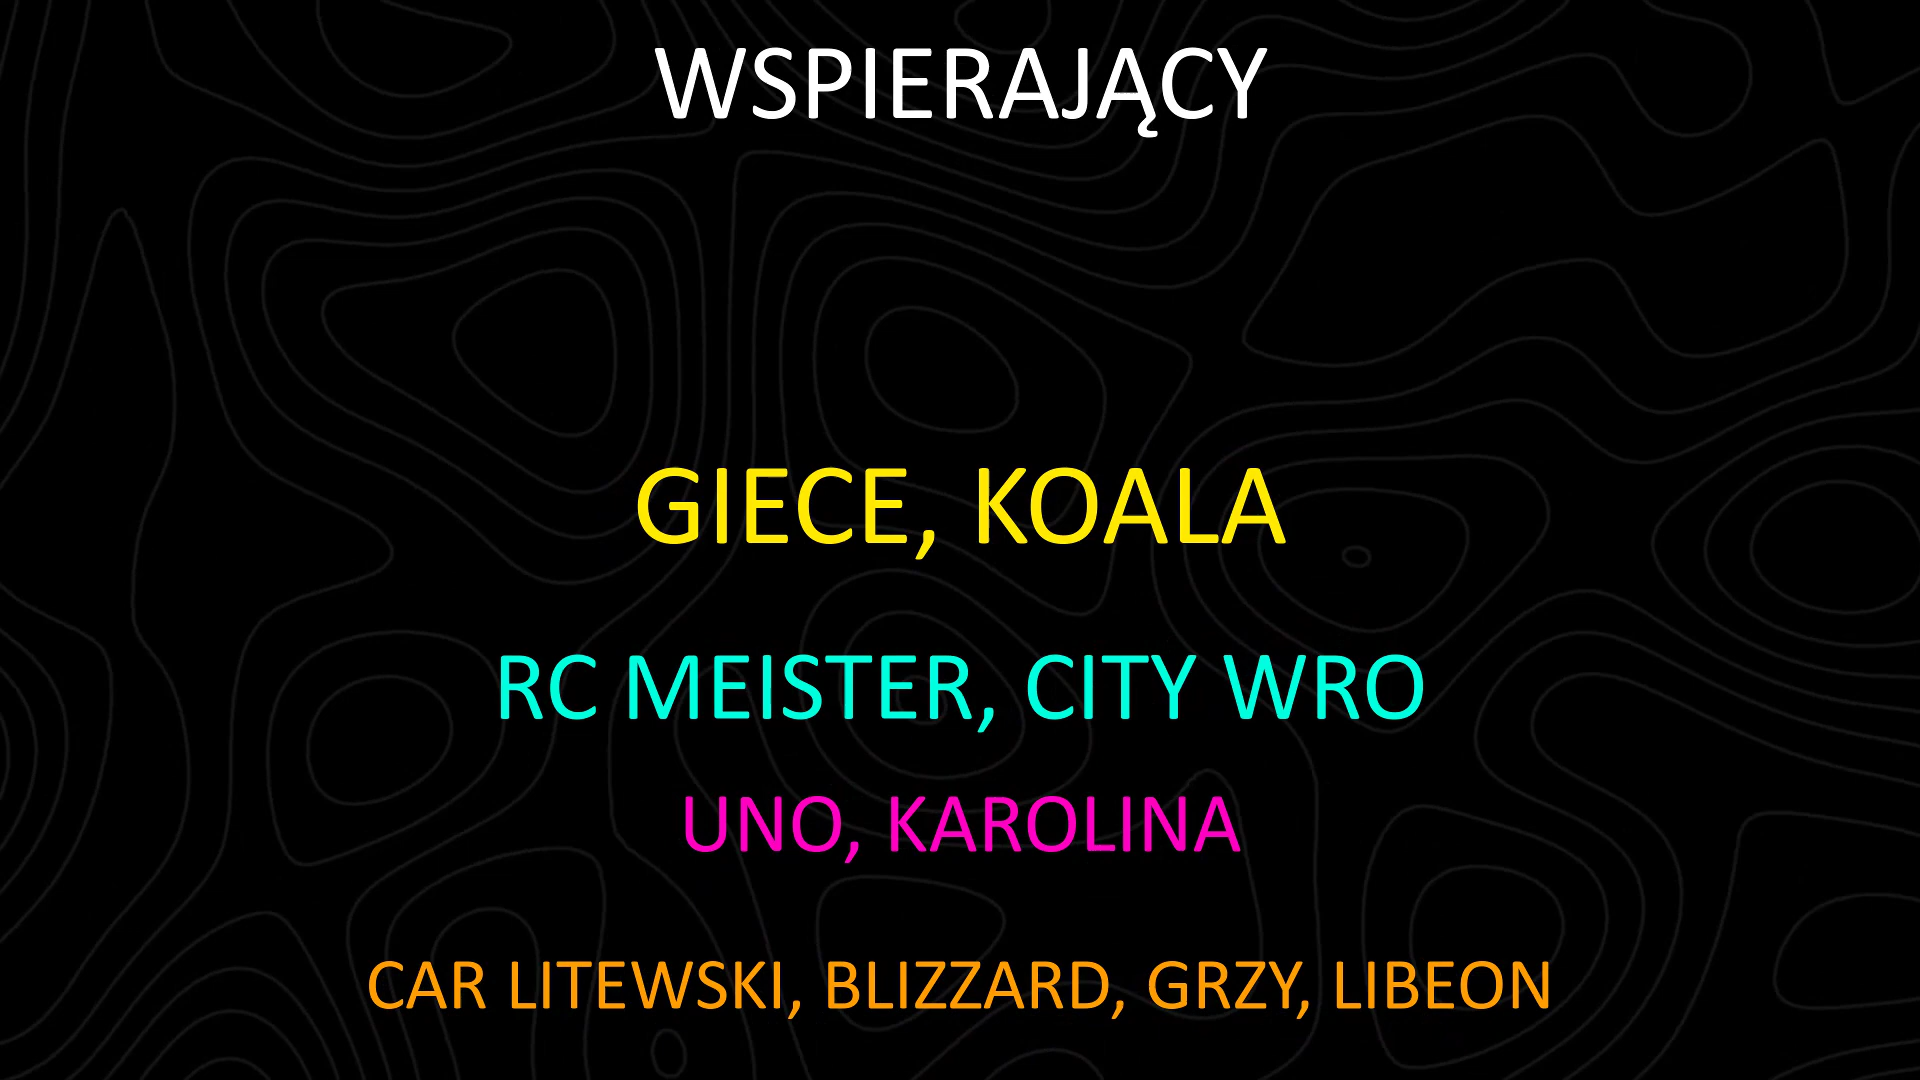 WSPIERAJĄCY
GIECE, KOALA
RC MEISTER, CITY WRO
UNO, KAROLINA
CAR LITEWSKI, BLIZZARD, GRZY, LIBEON